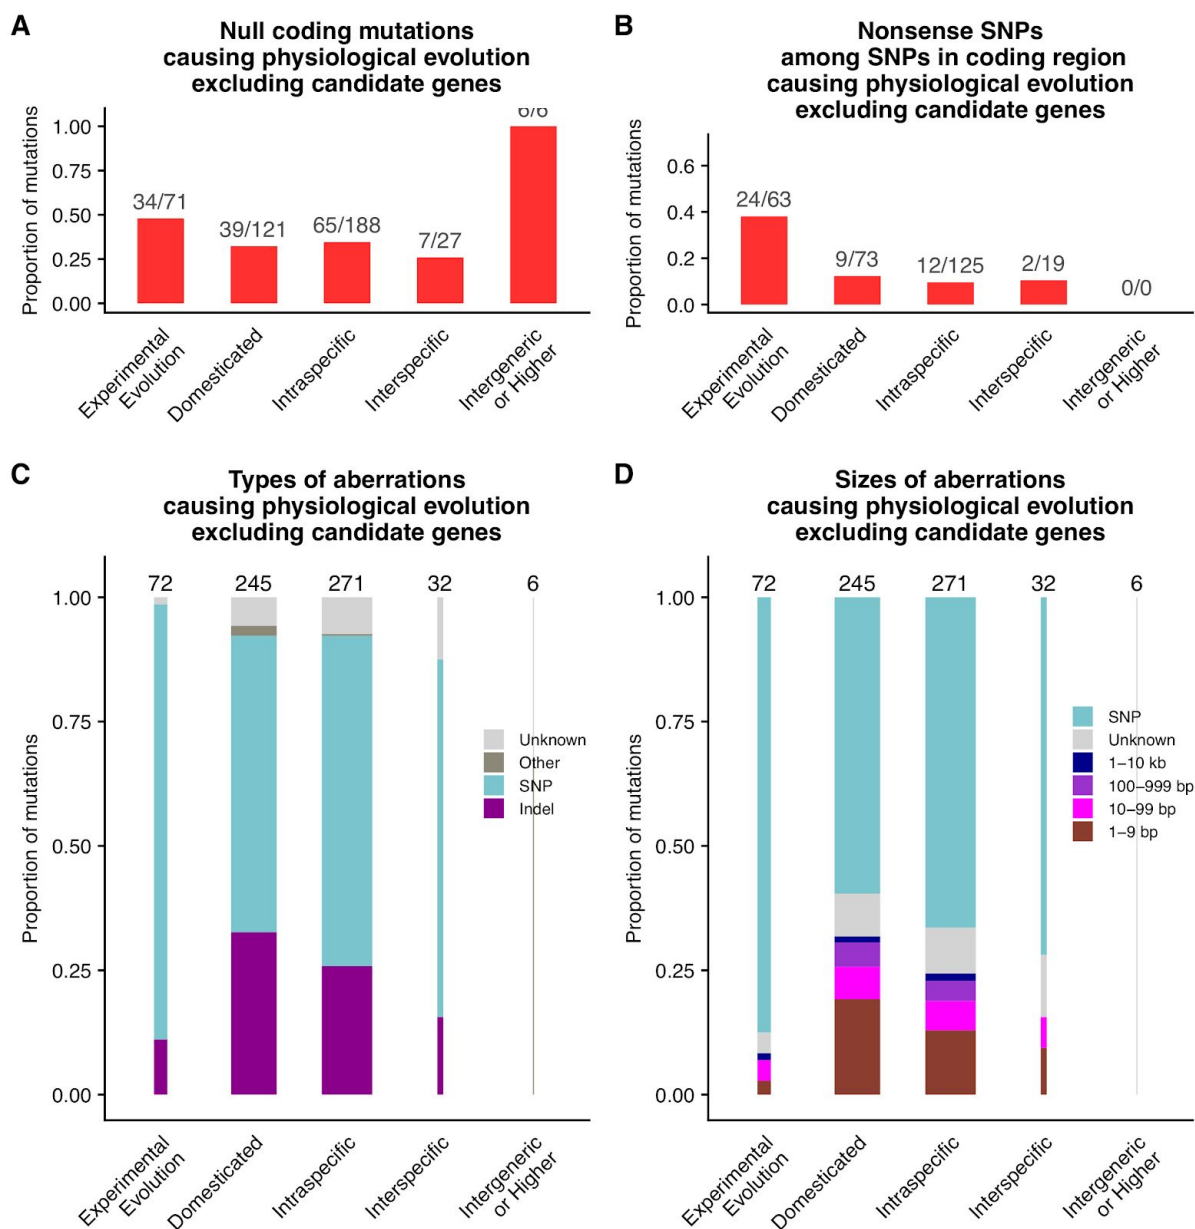 A
Null coding mutations
causing physiological evolution
excluding candidate genes
Proportion of mutations
1.00
0.75
0.50
0.25
0.00
34/71
39/121
65/188
7/27
6/6
Experimental
Evolution
Domesticated
Intraspecific
Interspecific
Intergeneric
or Higher
B
Nonsense SNPs
among SNPs in coding region
causing physiological evolution
excluding candidate genes
Proportion of mutations
0.6
0.4
0.2
0.0
24/63
9/73
12/125
2/19
0/0
Experimental
Evolution
Domesticated
Intraspecific
Interspecific
Intergeneric
or Higher
C
Types of aberrations
causing physiological evolution
excluding candidate genes
Proportion of mutations
72
245
271
32
6
1.00
0.75
0.50
0.25
0.00
Unknown
Other
SNP
Indel
Experimental
Evolution
Domesticated
Intraspecific
Interspecific
Intergeneric
or Higher
D
Sizes of aberrations
causing physiological evolution
excluding candidate genes
Proportion of mutations
72
245
271
32
6
1.00
0.75
0.50
0.25
0.00
SNP
Unknown
1–10 kb
100–999 bp
10–99 bp
1–9 bp
Experimental
Evolution
Domesticated
Intraspecific
Interspecific
Intergeneric
or Higher